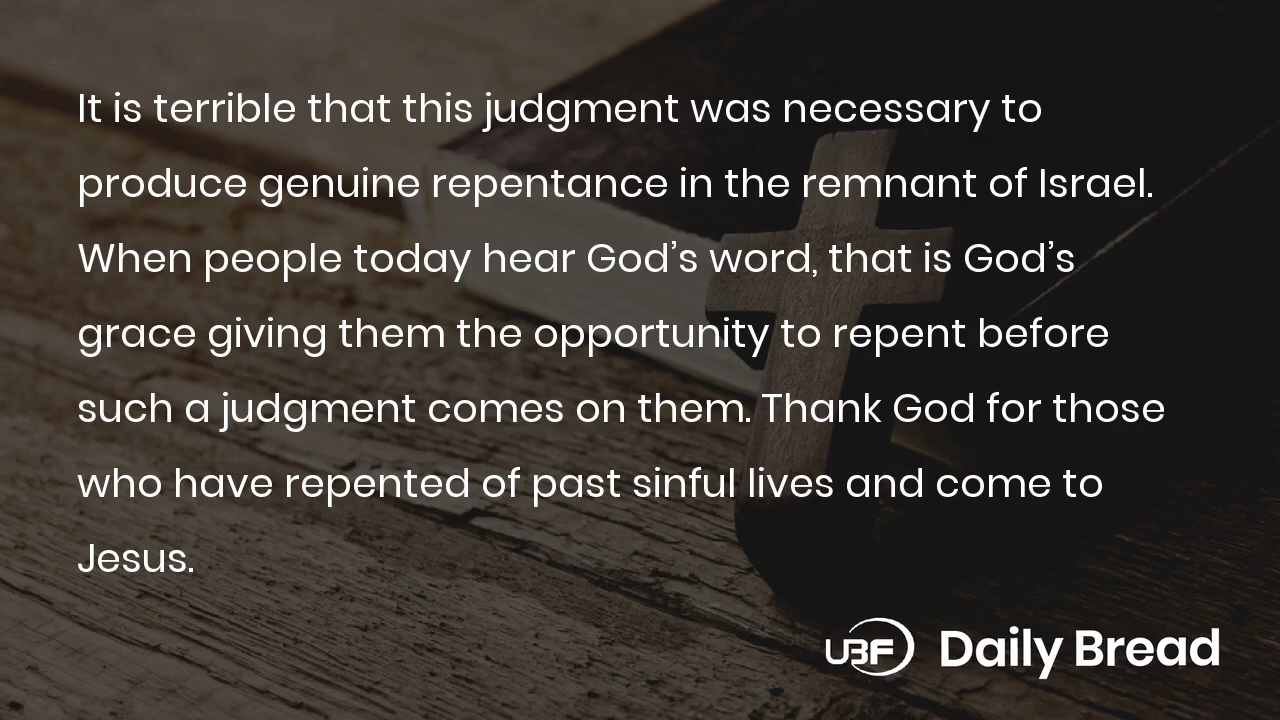 It is terrible that this judgment was necessary to
produce genuine repentance in the remnant of Israel.
When people today hear God’s word, that is God’s
grace giving them the opportunity to repent before
such a judgment comes on them. Thank God for those
who have repented of past sinful lives and come to
Jesus.
UBF Daily Bread